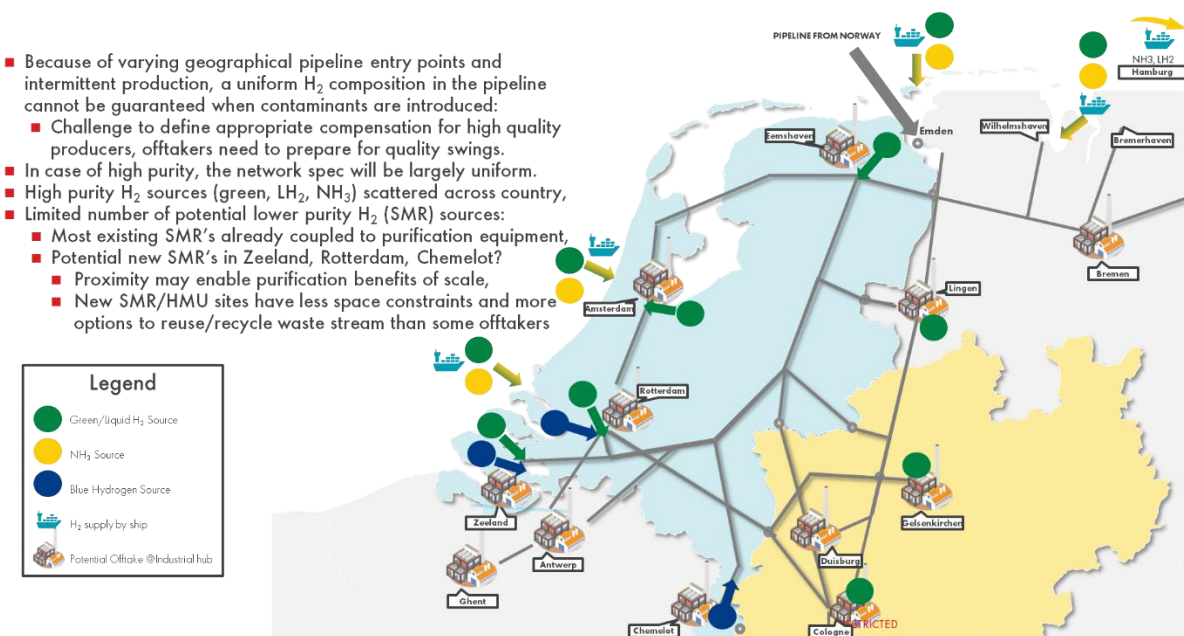 Because of varying geographical pipeline entry points and
intermittent production, a uniform H₂ composition in the pipeline
cannot be guaranteed when contaminants are introduced:
Challenge to define appropriate compensation for high quality
producers, offtakers need to prepare for quality swings.
In case of high purity, the network spec will be largely uniform.
High purity H₂ sources (green, LH₂, NH₃) scattered across country,
Limited number of potential lower purity H₂ (SMR) sources:
Most existing SMR's already coupled to purification equipment,
Potential new SMR's in Zeeland, Rotterdam, Chemelot?
Proximity may enable purification benefits of scale,
New SMR/HMU sites have less space constraints and more
options to reuse/recycle waste stream than some offtakers
Legend
Green/Liquid H₂ Source
NH₃ Source
Blue Hydrogen Source
H₂ supply by ship
Potential Offtake @Industrial hub
PIPELINE FROM NORWAY
NH3, LH2
Hamburg
Eemshaven
Emden
Wilhelmshaven
Bremerhaven
Bremen
Lingen
Amsterdam
Rotterdam
Zeeland
Antwerp
Ghent
Gelsenkirchen
Duisburg
Chemelot
Cologne